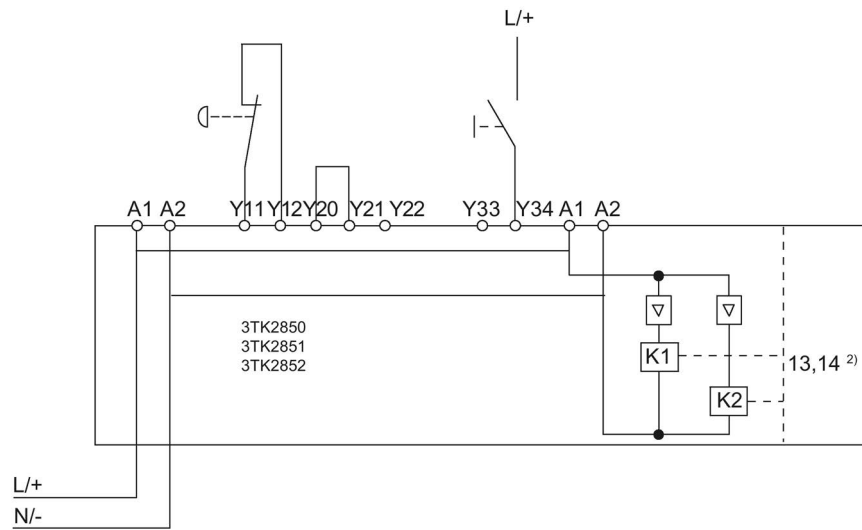 L/+
A1 A2 Y11 Y12 Y20 Y21 Y22 Y33 Y34 A1 A2
3TK2850
3TK2851
3TK2852
K1
13,14 2)
K2
L/+
N/-